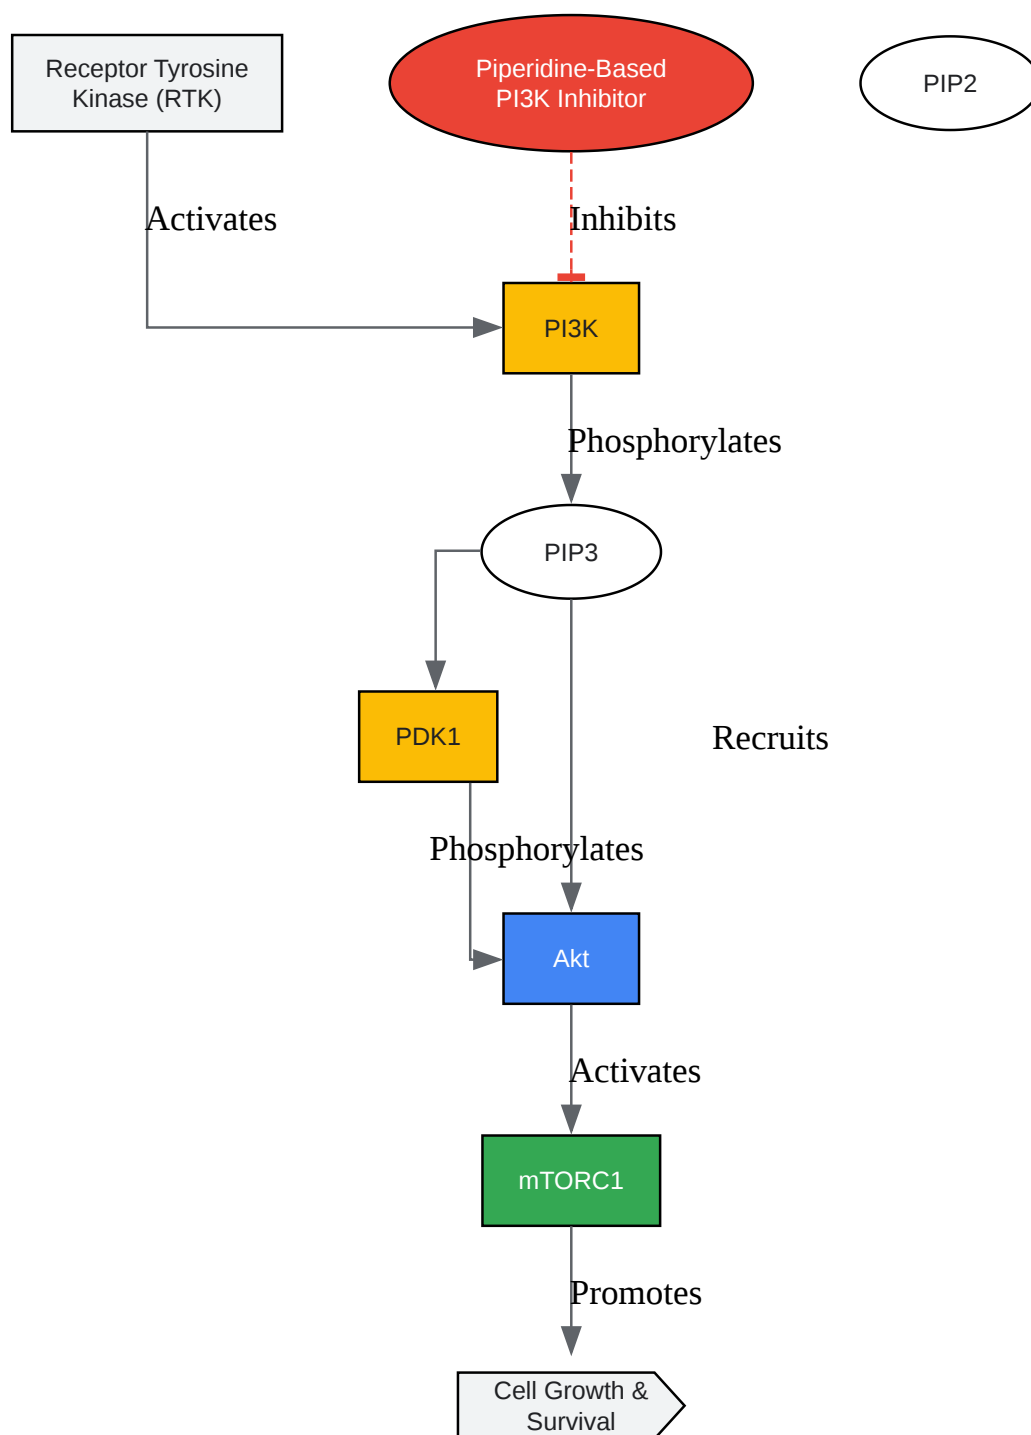 Receptor Tyrosine
Kinase (RTK)
Piperidine-Based
PI3K Inhibitor
PIP2
Activates
Inhibits
PI3K
Phosphorylates
PIP3
PDK1
Recruits
Phosphorylates
Akt
Activates
mTORC1
Promotes
Cell Growth &
Survival